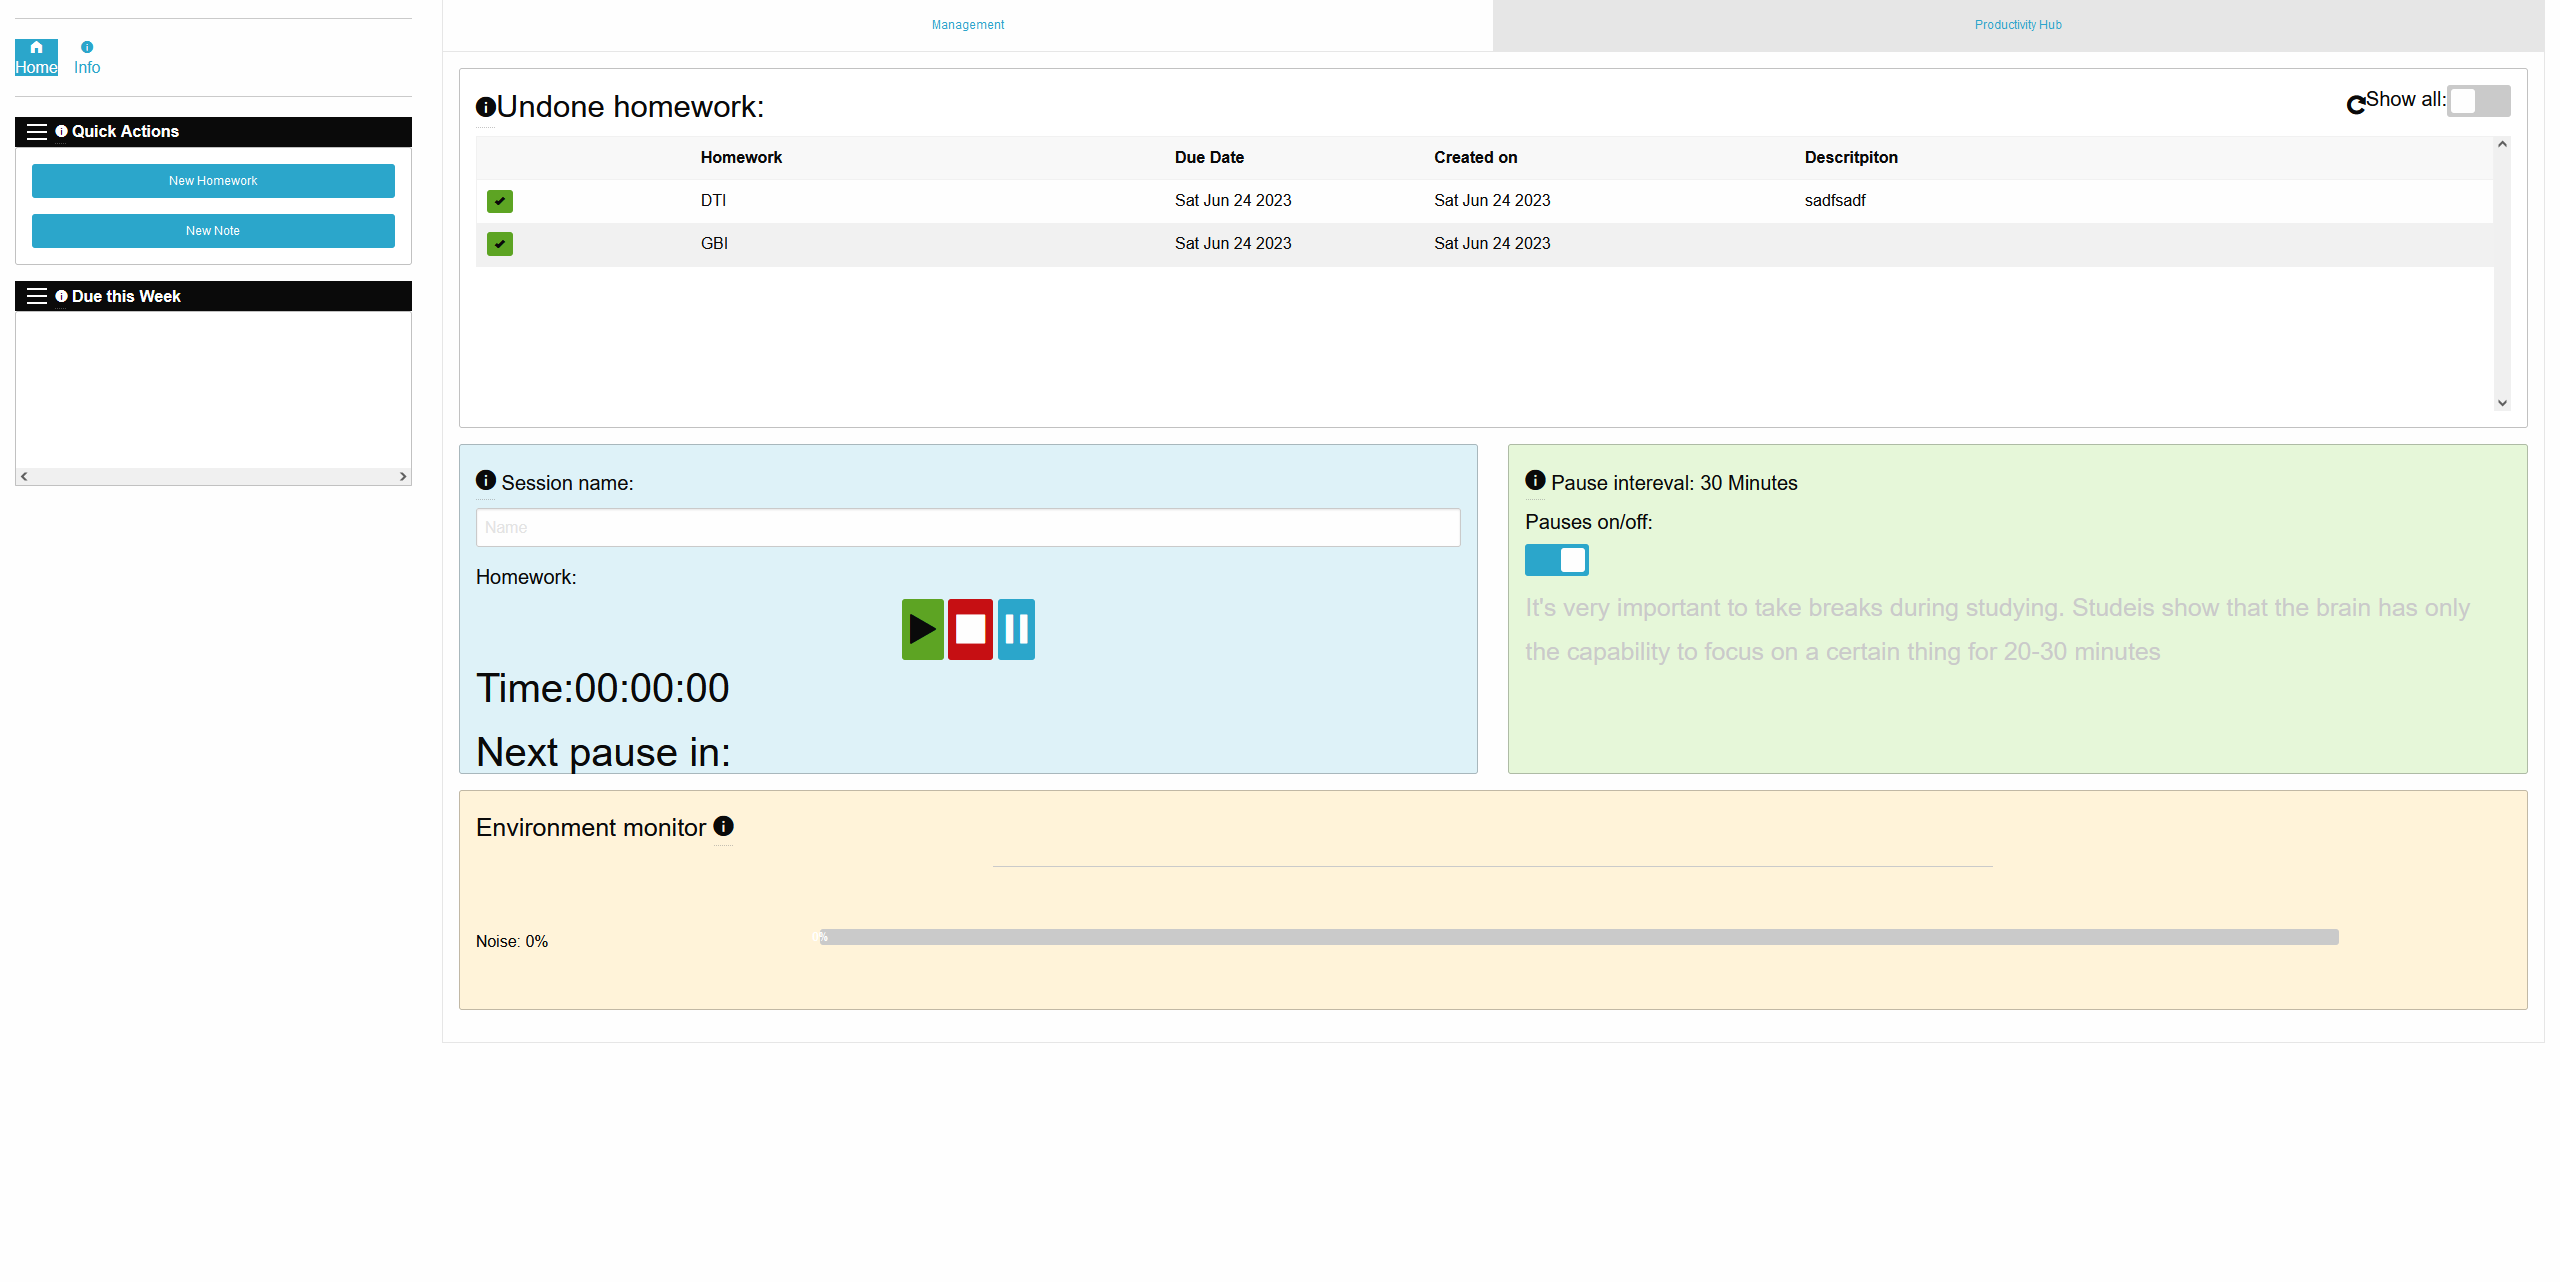 Home
Info
Quick Actions
New Homework
New Note
Due this Week
Management
Productivity Hub
Undone homework:
Show all:
Homework Due Date Created on Descritpiton
DTI Sat Jun 24 2023 Sat Jun 24 2023 sadfsadf
GBI Sat Jun 24 2023 Sat Jun 24 2023
Session name:
Name
Homework:
Time:00:00:00
Next pause in:
Pause intereval: 30 Minutes
Pauses on/off:
It's very important to take breaks during studying. Studeis show that the brain has only
the capability to focus on a certain thing for 20-30 minutes
Environment monitor
Noise: 0%
0%